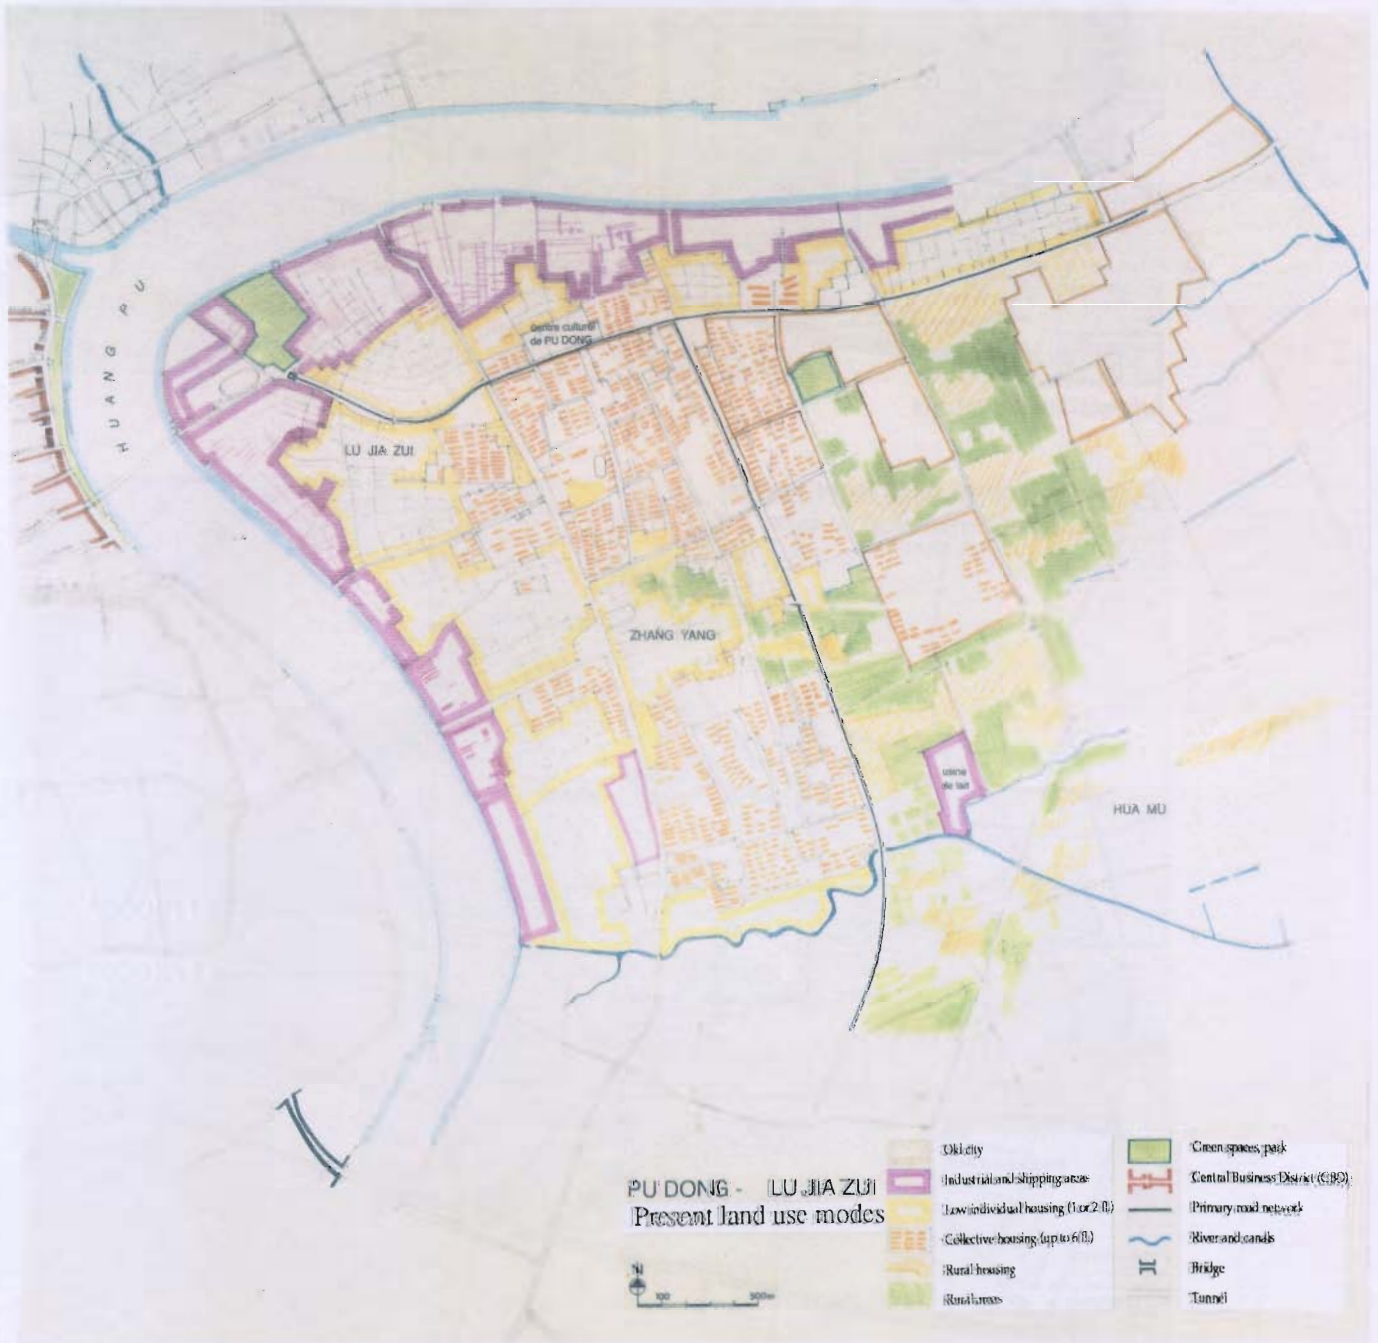 HUANG PU
centre culturel
de PU DONG
LU JIA ZUI
ZHANG YANG
usine
de lait
HUA MU
PU DONG - LU JIA ZUI
Present land use modes
N
100 500m
Old city
Industrial and shipping areas
Low individual housing (1 or 2 fl.)
Collective housing (up to 6 fl.)
Rural housing
Rural areas
Green spaces, park
Central Business District (CBD)
Primary road network
River and canals
Bridge
Tunnel